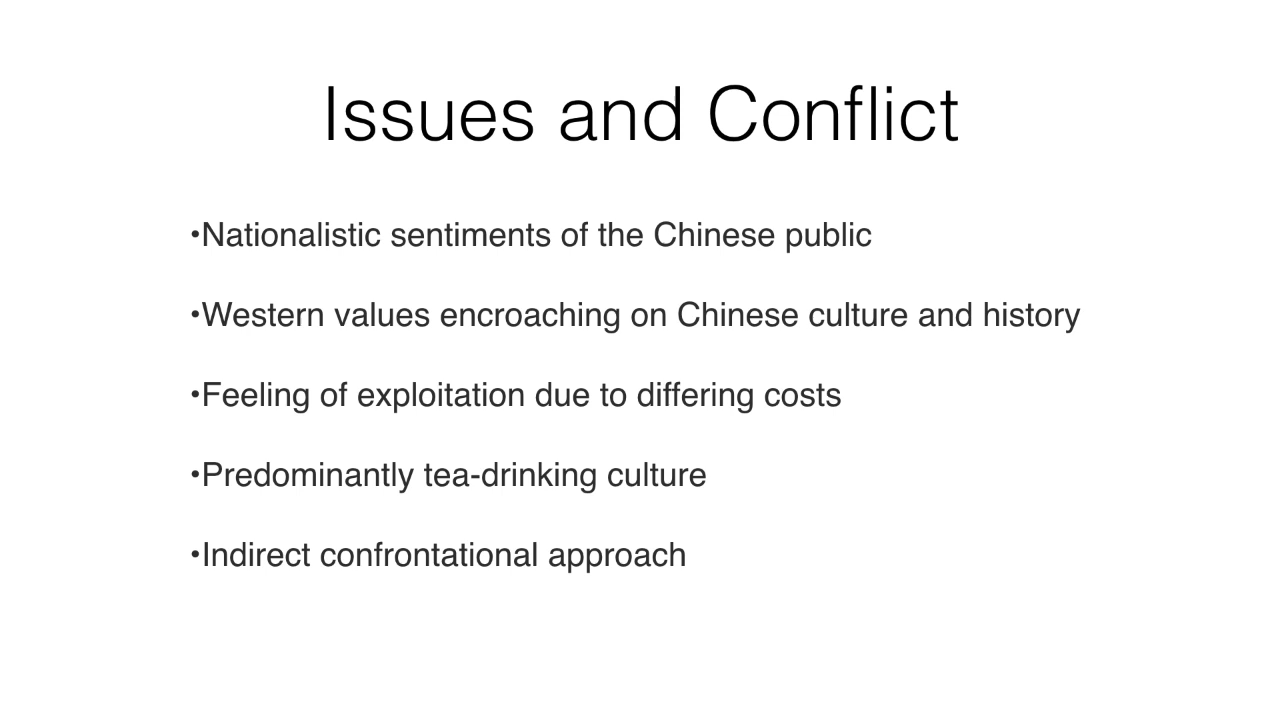 Issues and Conflict
•Nationalistic sentiments of the Chinese public
•Western values encroaching on Chinese culture and history
•Feeling of exploitation due to differing costs
•Predominantly tea-drinking culture
•Indirect confrontational approach